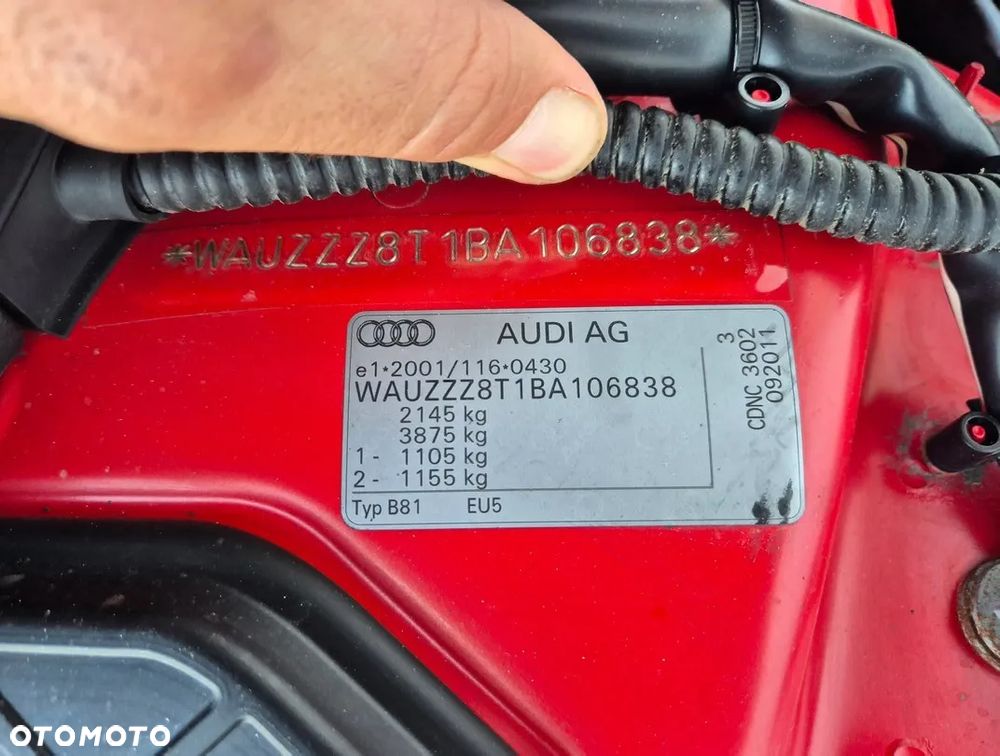 *WAUZZZ8T1BA106838*
AUDI AG
e1*2001/116*0430
WAUZZZ8T1BA106838
2145 kg
3875 kg
1 - 1105 kg
2 - 1155 kg
Typ B81 EU5
3
CDNC 3602
092011
OTOMOTO